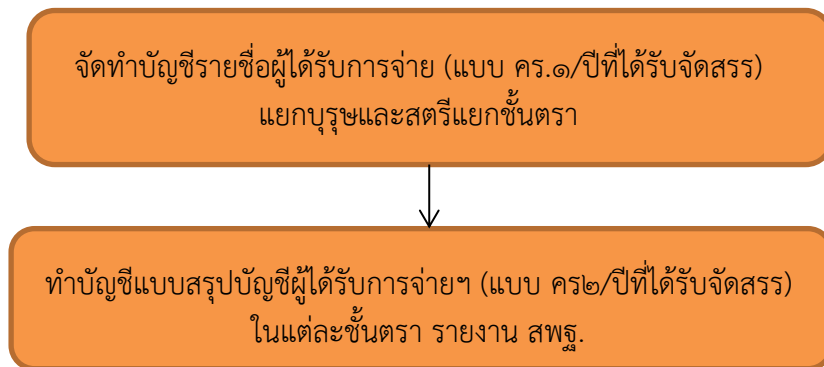 จัดทำบัญชีรายชื่อผู้ได้รับการจ่าย (แบบ คร.๑/ปีที่ได้รับจัดสรร)
แยกบุรุษและสตรีแยกชั้นตรา
ทำบัญชีแบบสรุปบัญชีผู้ได้รับการจ่ายฯ (แบบ คร๒/ปีที่ได้รับจัดสรร)
ในแต่ละชั้นตรา รายงาน สพฐ.